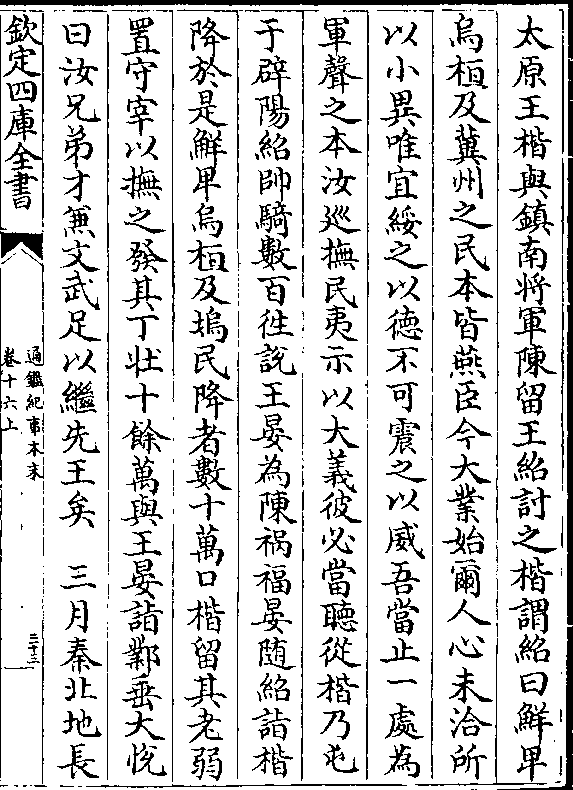 太原王楷與鎮南將軍陳留王紹討之楷謂紹曰鮮卑
烏桓及冀州之民本皆燕臣今大業始爾人心未洽所
以小異唯宜綏之以德不可震之以威吾當止一處為
軍聲之本汝巡撫民夷示以大義彼必當聽從楷乃屯
于辟陽紹帥騎數百徃說王晏為陳禍福晏随紹詣楷
降於是鮮卑烏桓及塢民降者數十萬口楷留其老弱
置守宰以撫之發其丁壮十餘萬與王晏詣鄴垂大悅
曰汝兄弟才兼文武足以繼先王矣　三月秦北地長
欽定四庫全書
通鑑紀事本末
卷十六上
三十三